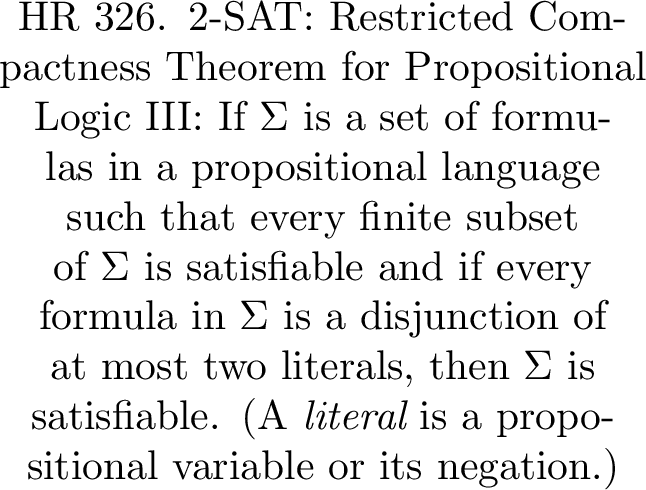 HR 326. 2-SAT: Restricted Com-
pactness Theorem for Propositional
Logic III: If Σ is a set of formu-
las in a propositional language
such that every finite subset
of Σ is satisfiable and if every
formula in Σ is a disjunction of
at most two literals, then Σ is
satisfiable. (A literal is a propo-
sitional variable or its negation.)